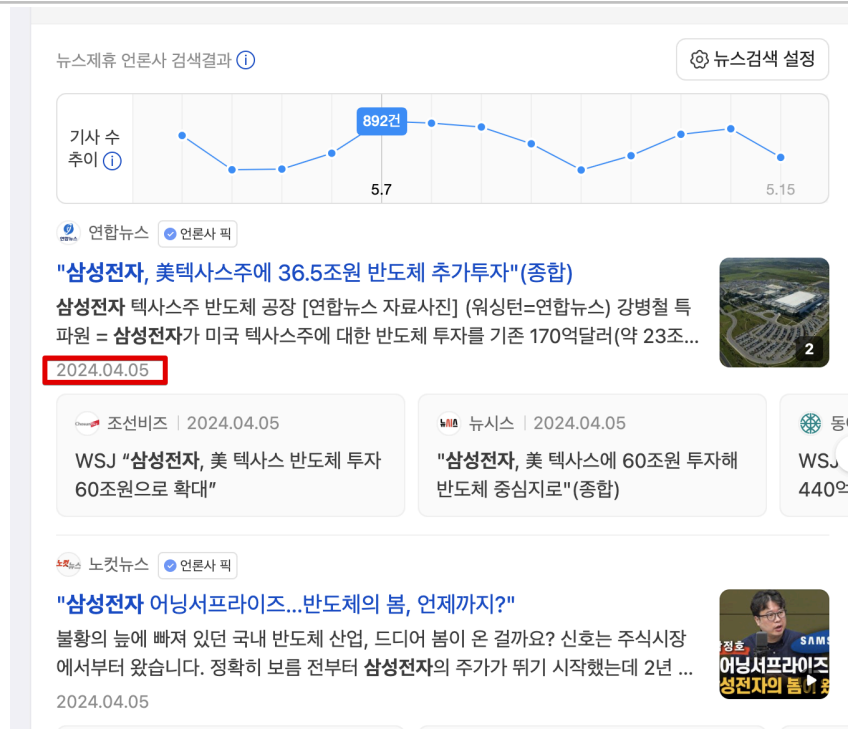 뉴스제휴 언론사 검색결과
뉴스검색 설정
기사 수
추이
892건
5.7
5.15
연합뉴스 언론사 픽
"삼성전자, 美텍사스주에 36.5조원 반도체 추가투자"(종합)
삼성전자 텍사스주 반도체 공장 [연합뉴스 자료사진] (워싱턴=연합뉴스) 강병철 특
파원 = 삼성전자가 미국 텍사스주에 대한 반도체 투자를 기존 170억달러(약 23조...
2
2024.04.05
조선비즈 2024.04.05
WSJ “삼성전자, 美 텍사스 반도체 투자
60조원으로 확대”
뉴시스 2024.04.05
"삼성전자, 美 텍사스에 60조원 투자해
반도체 중심지로"(종합)
WSJ
440억
노컷뉴스 언론사 픽
"삼성전자 어닝서프라이즈...반도체의 봄, 언제까지?"
불황의 늪에 빠져 있던 국내 반도체 산업, 드디어 봄이 온 걸까요? 신호는 주식시장
에서부터 왔습니다. 정확히 보름 전부터 삼성전자의 주가가 뛰기 시작했는데 2년 ...
2024.04.05
SAMS
어닝서프라이즈
성전자의 봄